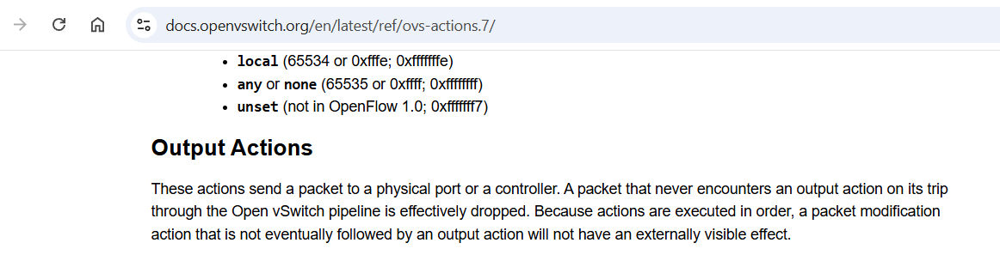 docs.openvswitch.org/en/latest/ref/ovs-actions.7/
• local (65534 or 0xfffe; 0xfffffffe)
• any or none (65535 or 0xffff; 0xffffffff)
• unset (not in OpenFlow 1.0; 0xfffffff7)
Output Actions
These actions send a packet to a physical port or a controller. A packet that never encounters an output action on its trip
through the Open vSwitch pipeline is effectively dropped. Because actions are executed in order, a packet modification
action that is not eventually followed by an output action will not have an externally visible effect.